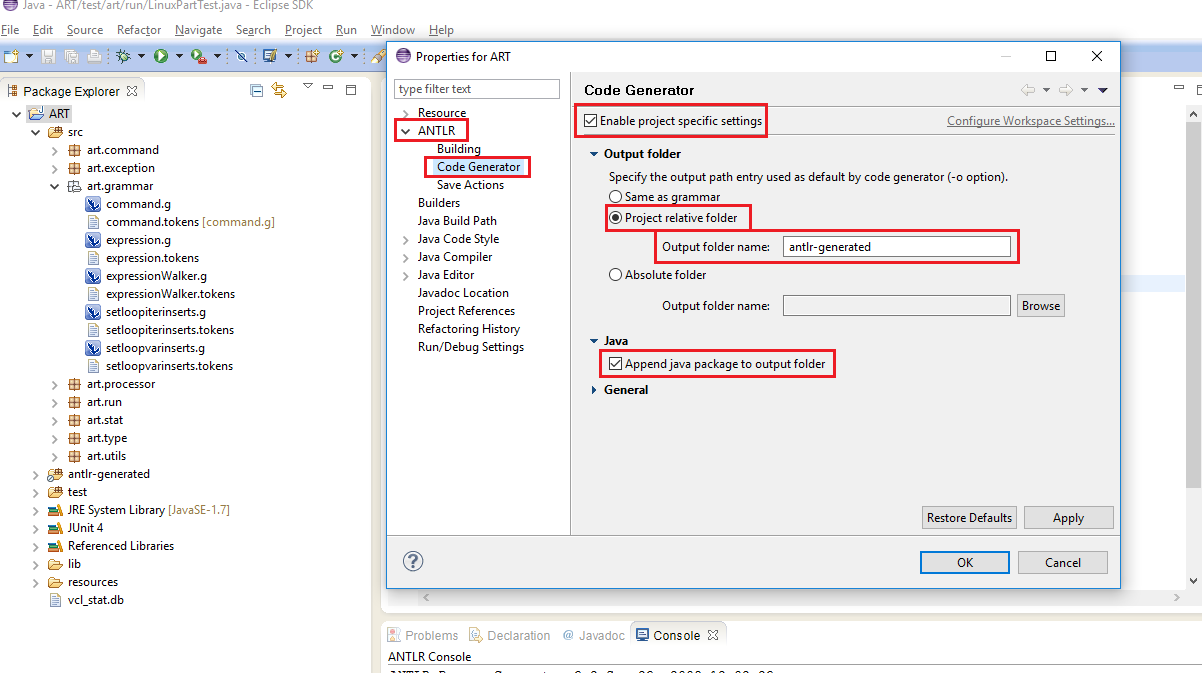 Java - ART/test/art/run/LinuxPartTest.java - Eclipse SDK
File Edit Source Refactor Navigate Search Project Run Window Help
Package Explorer
ART
src
art.command
art.exception
art.grammar
command.g
command.tokens [command.g]
expression.g
expression.tokens
expressionWalker.g
expressionWalker.tokens
setloopiterinserts.g
setloopiterinserts.tokens
setloopvarinserts.g
setloopvarinserts.tokens
art.processor
art.run
art.stat
art.type
art.utils
antlr-generated
test
JRE System Library [JavaSE-1.7]
JUnit 4
Referenced Libraries
lib
resources
vcl_stat.db
Properties for ART
type filter text
Resource
ANTLR
Building
Code Generator
Save Actions
Builders
Java Build Path
Java Code Style
Java Compiler
Java Editor
Javadoc Location
Project References
Refactoring History
Run/Debug Settings
Code Generator
Enable project specific settings Configure Workspace Settings...
Output folder
Specify the output path entry used as default by code generator (-o option).
Same as grammar
Project relative folder
Output folder name: antlr-generated
Absolute folder
Output folder name: Browse
Java
Append java package to output folder
General
Restore Defaults Apply
? OK Cancel
Problems Declaration @ Javadoc Console
ANTLR Console